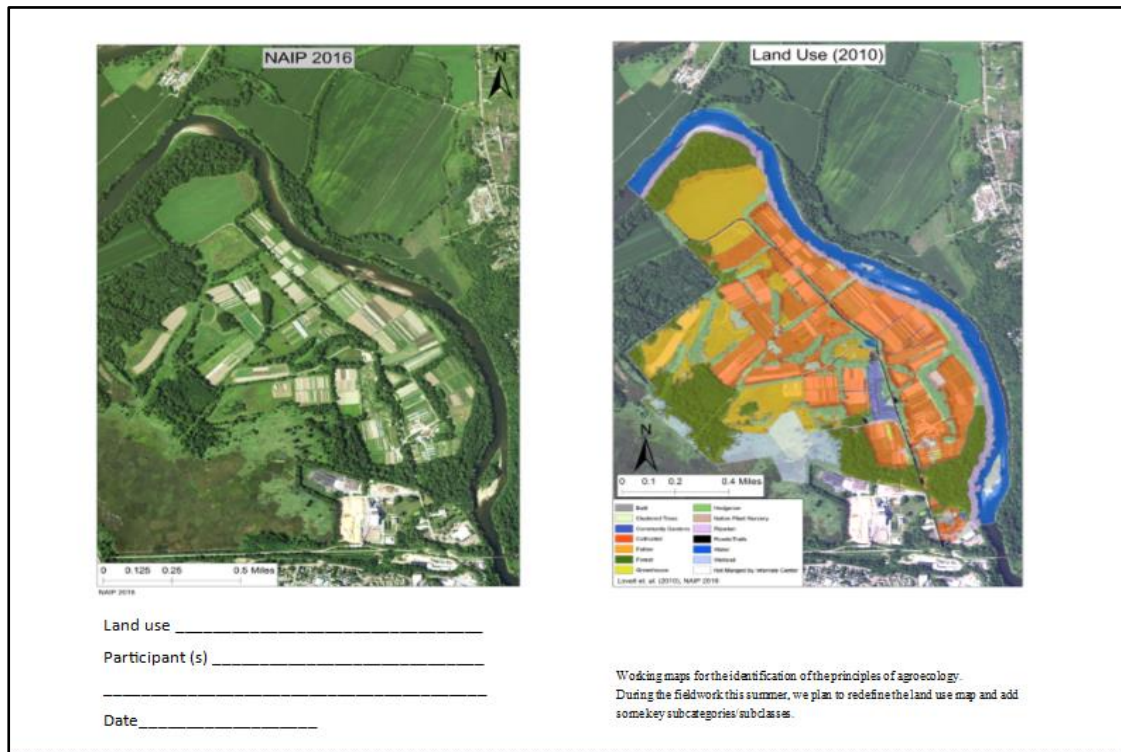 NAIP 2016
N
0 0.125 0.25 0.5 Miles
NAIP 2016
Land use
Participant (s)
Date
Land Use (2010)
N
0 0.1 0.2 0.4 Miles
Built
Clustered Trees
Community Gardens
Cultivated
Fallow
Forest
Greenhouse
Hedgerow
Native Plant Nursery
Riparian
Roads/Trails
Water
Wetland
Not Managed by Intervale Center
Lovell et. al. (2010), NAIP 2016
Working maps for the identification of the principles of agroecology.
During the fieldwork this summer, we plan to redefine the land use map and add
some key subcategories/subclasses.